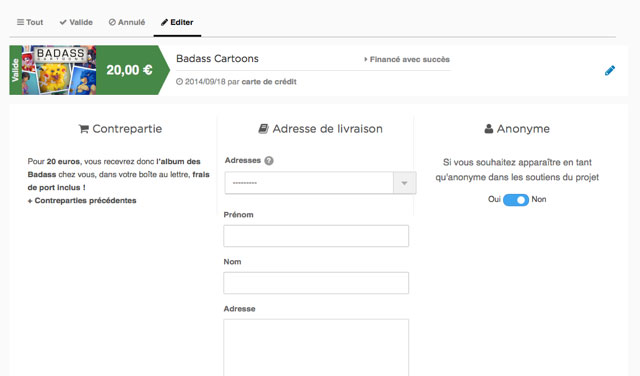 Tout Valide Annulé Editer
Valide
BADASS
CARTOONS
20,00 €
Badass Cartoons
Financé avec succès
2014/09/18 par carte de crédit
Contrepartie
Pour 20 euros, vous recevrez donc l'album des
Badass chez vous, dans votre boîte au lettre, frais
de port inclus !
+ Contreparties précédentes
Adresse de livraison
Adresses ?
---------
Prénom
Nom
Adresse
Anonyme
Si vous souhaitez apparaître en tant
qu'anonyme dans les soutiens du projet
Oui Non